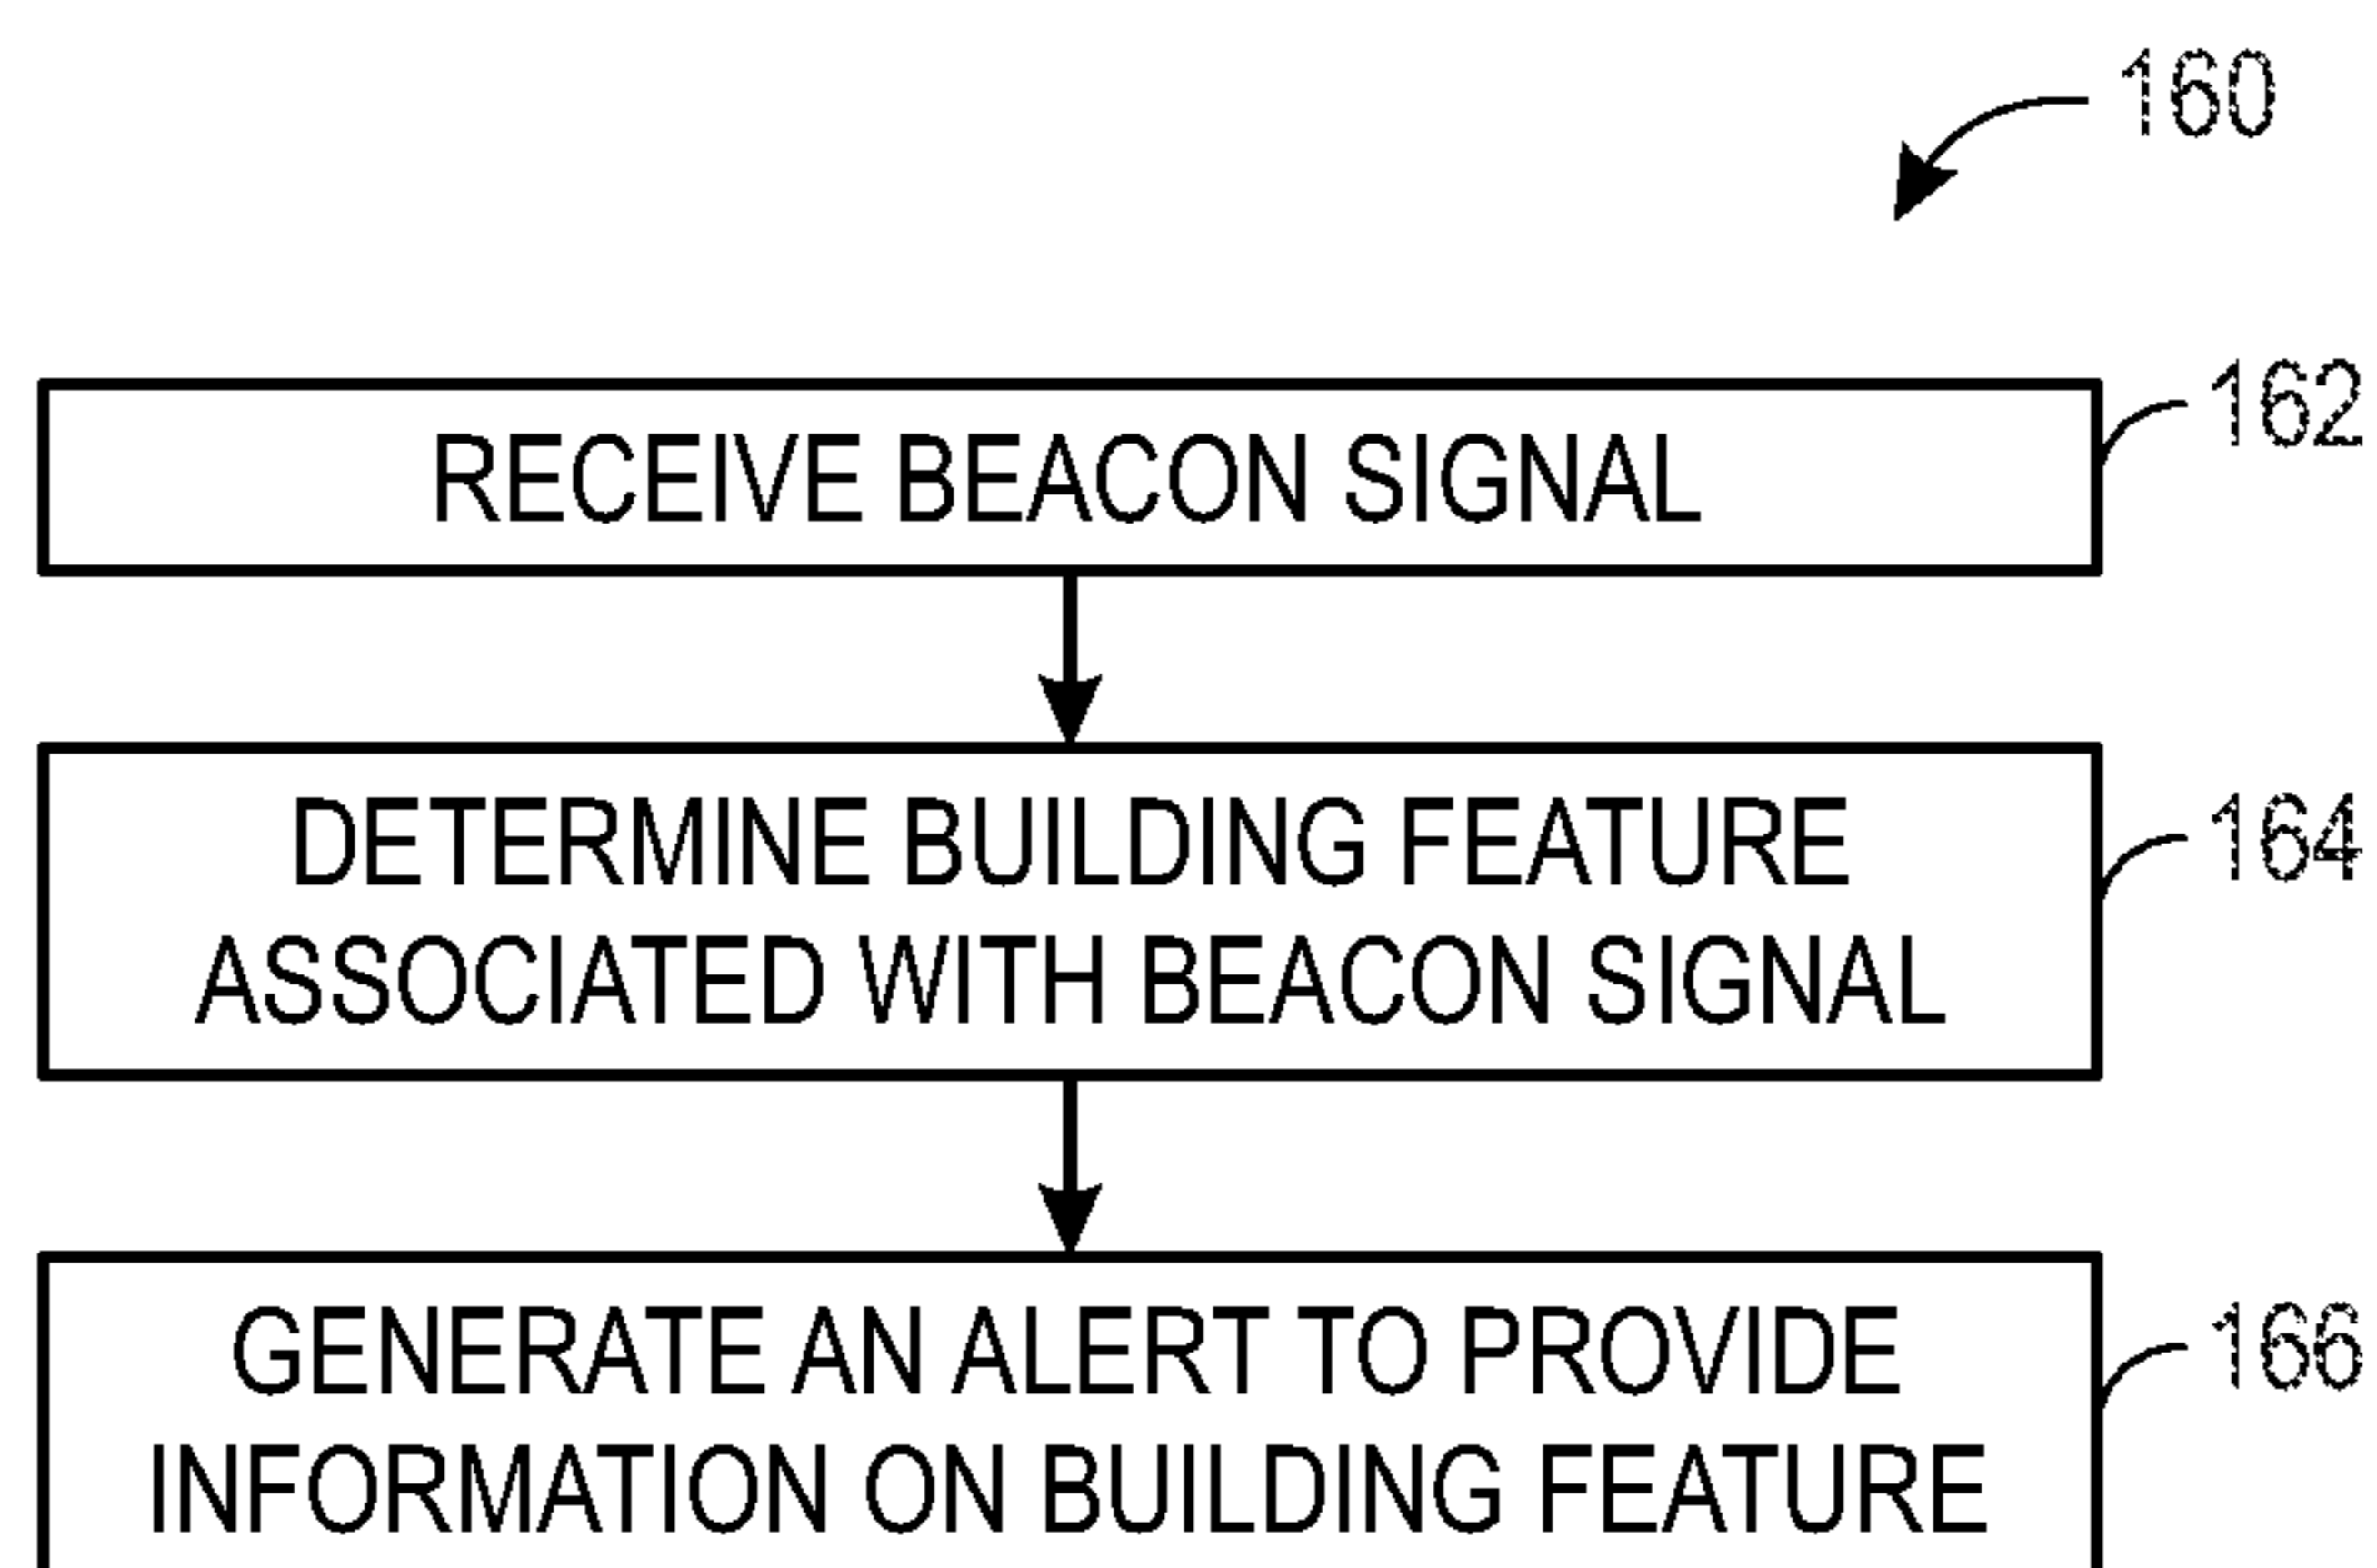 160
RECEIVE BEACON SIGNAL
162
DETERMINE BUILDING FEATURE
ASSOCIATED WITH BEACON SIGNAL
164
GENERATE AN ALERT TO PROVIDE
INFORMATION ON BUILDING FEATURE
166